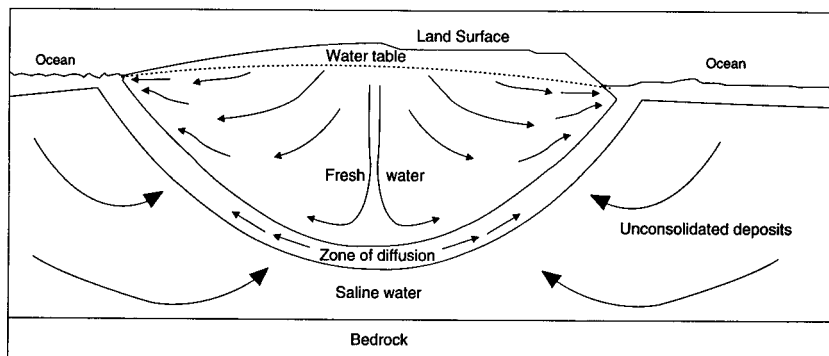 Land Surface
Ocean
Water table
Ocean
Fresh water
Unconsolidated deposits
Zone of diffusion
Saline water
Bedrock